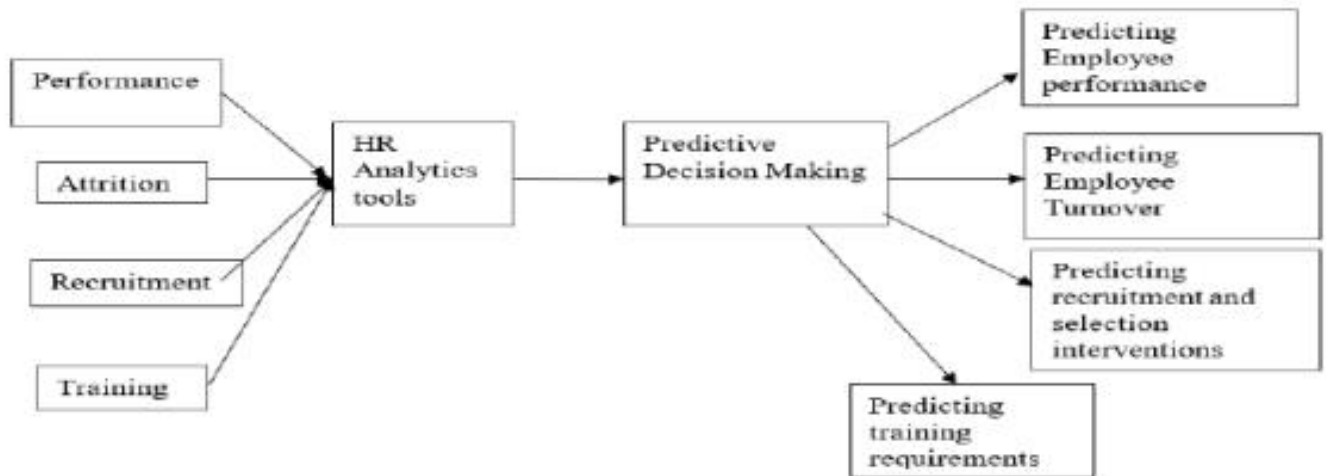 Performance
Attrition
Recruitment
Training
HR
Analytics
tools
Predictive
Decision Making
Predicting
Employee
performance
Predicting
Employee
Turnover
Predicting
recruitment and
selection
interventions
Predicting
training
requirements